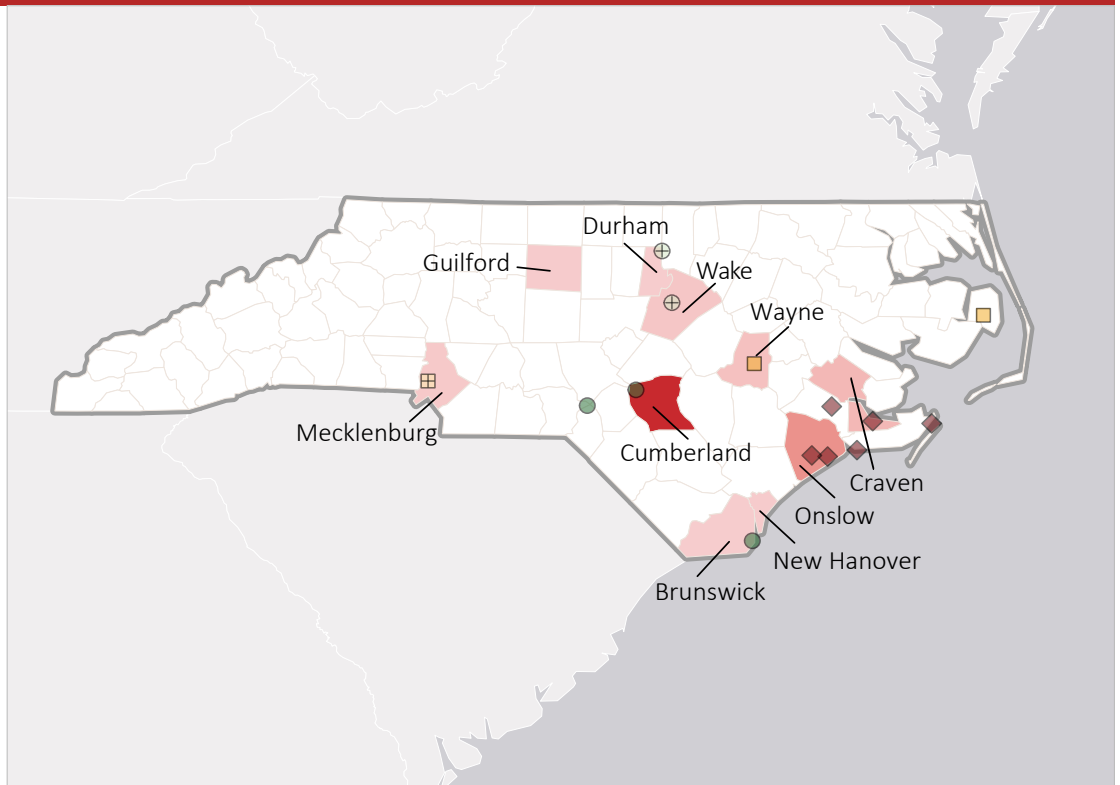 Durham
Guilford
Wake
Wayne
Mecklenburg
Cumberland
Craven
Onslow
New Hanover
Brunswick